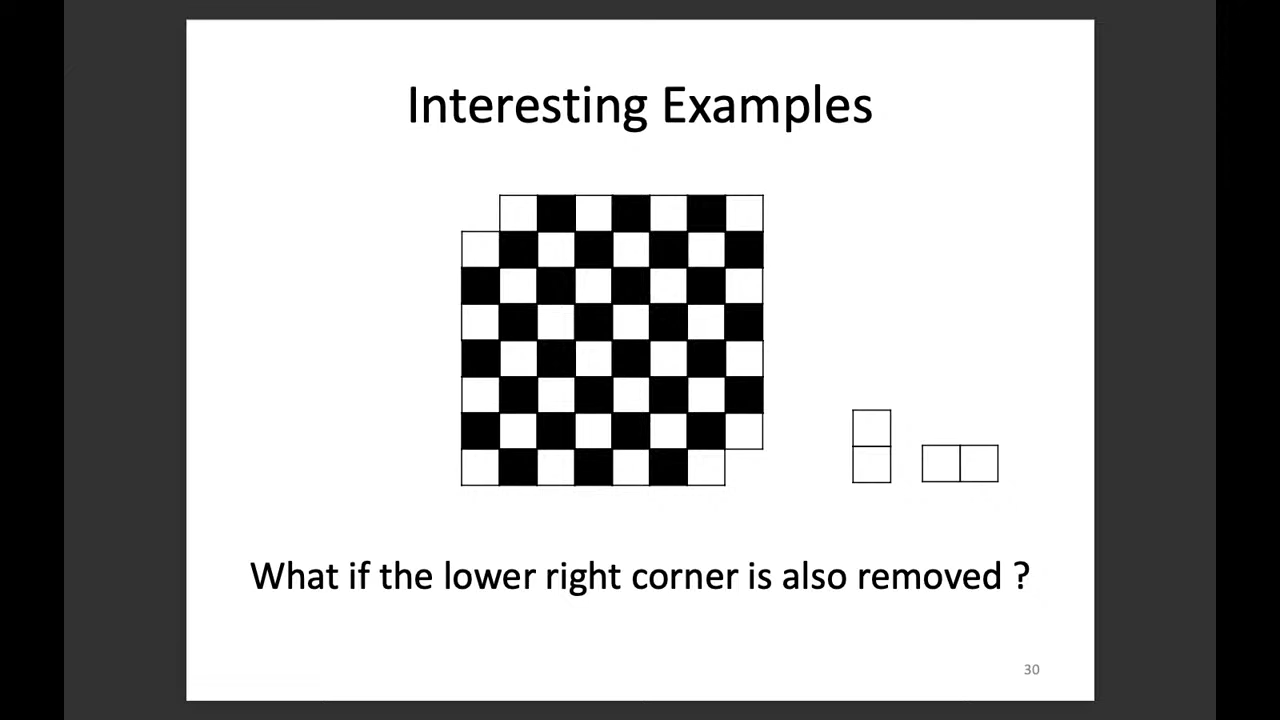 Interesting Examples
What if the lower right corner is also removed ?
30